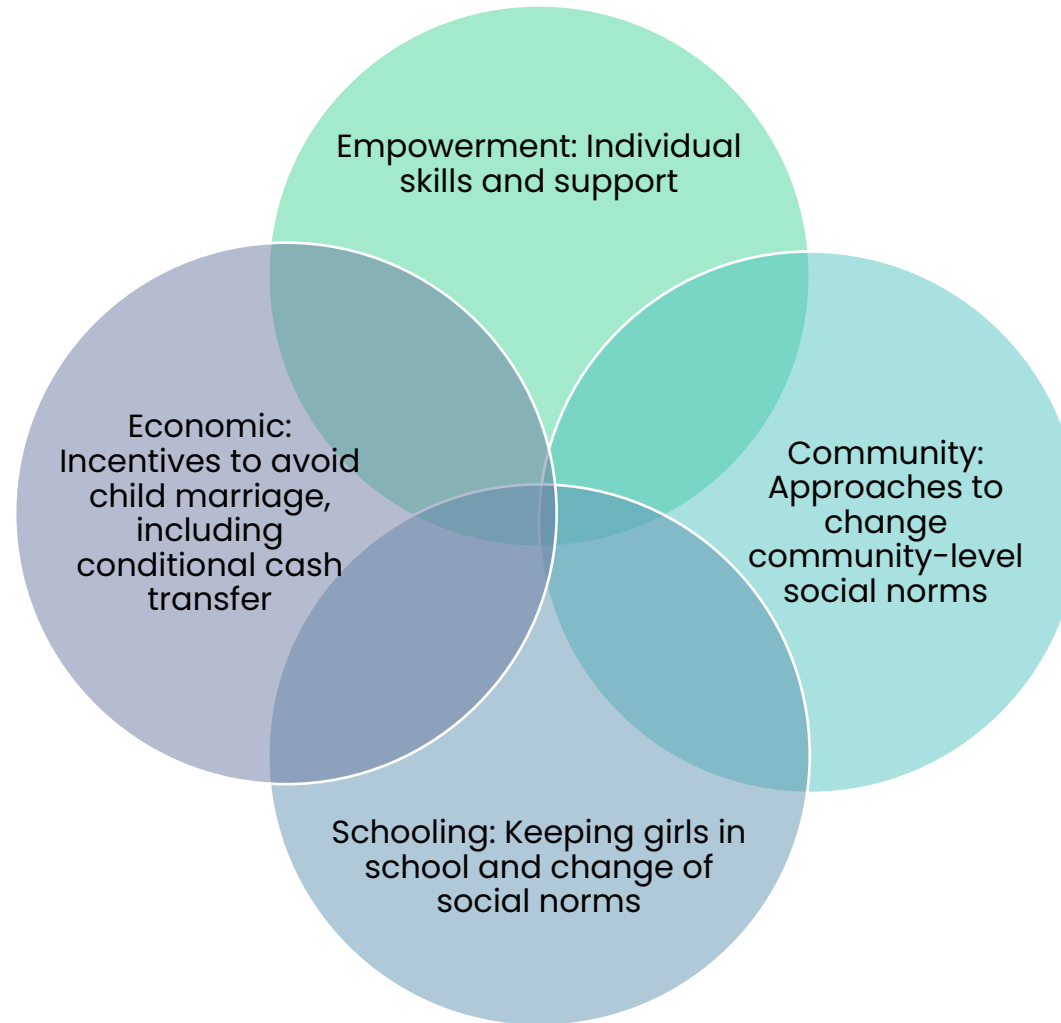 Empowerment: Individual
skills and support
Economic:
Incentives to avoid
child marriage,
including
conditional cash
transfer
Community:
Approaches to
change
community-level
social norms
Schooling: Keeping girls in
school and change of
social norms